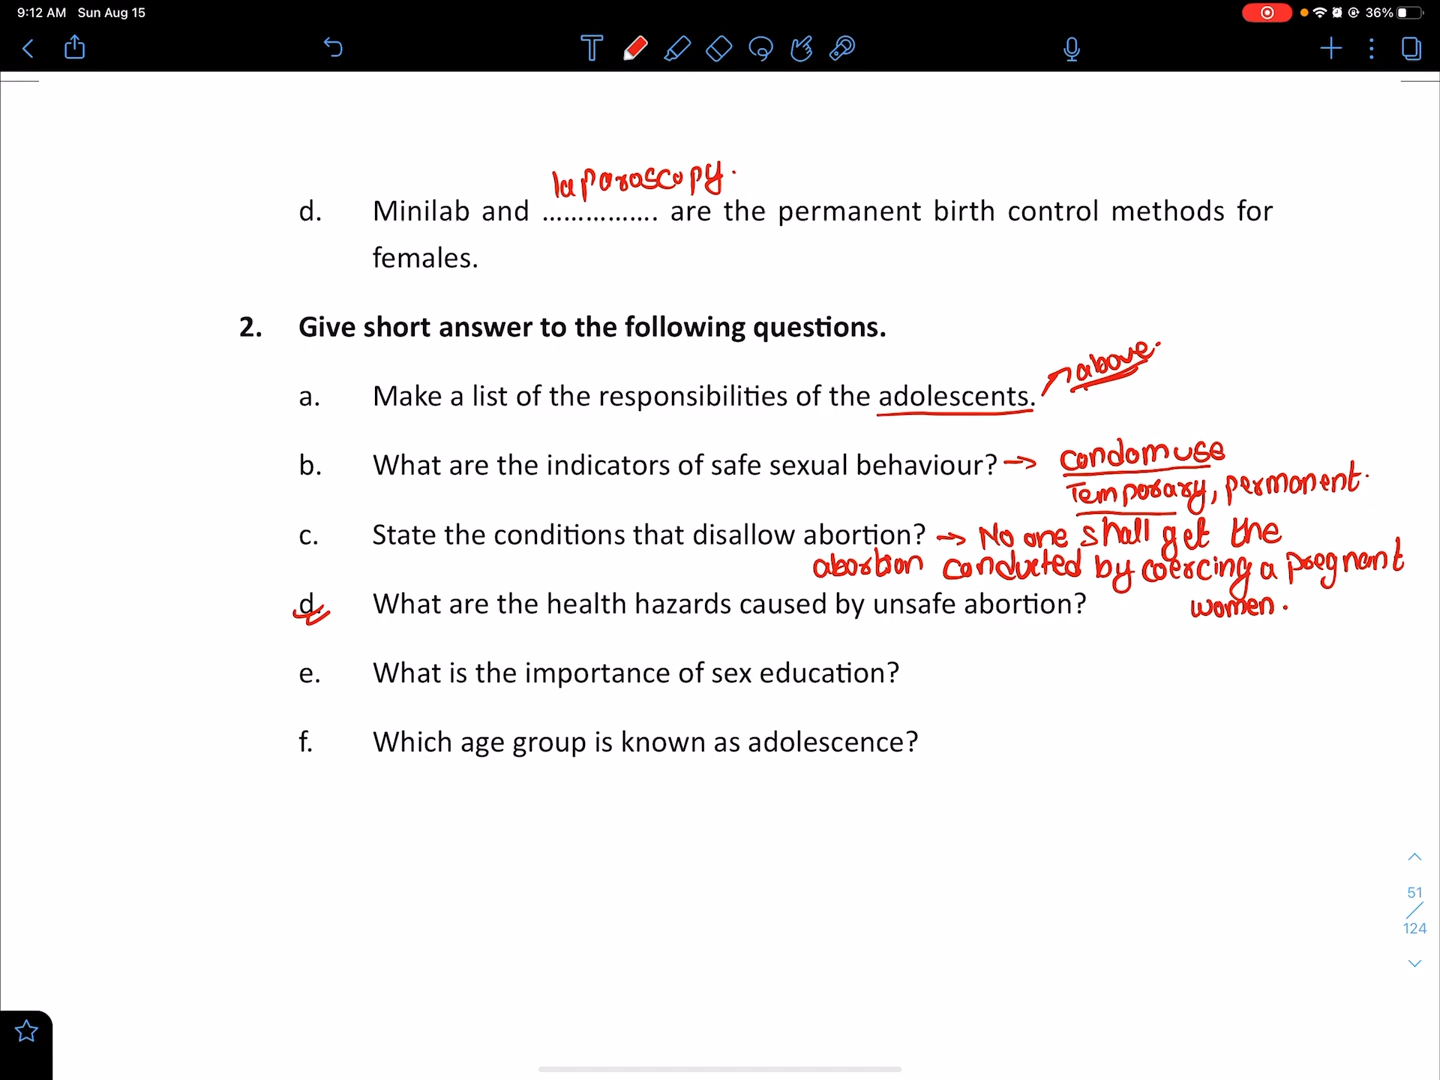 9:12 AM Sun Aug 15
36%
laparoscopy.
d. Minilab and ............... are the permanent birth control methods for
females.
2. Give short answer to the following questions.
above.
a. Make a list of the responsibilities of the adolescents.
b. What are the indicators of safe sexual behaviour? → condom use
Temporary, permanent.
c. State the conditions that disallow abortion? → No one shall get the
abortion conducted by coercing a pregnant
women.
d. What are the health hazards caused by unsafe abortion?
e. What is the importance of sex education?
f. Which age group is known as adolescence?
51
/
124